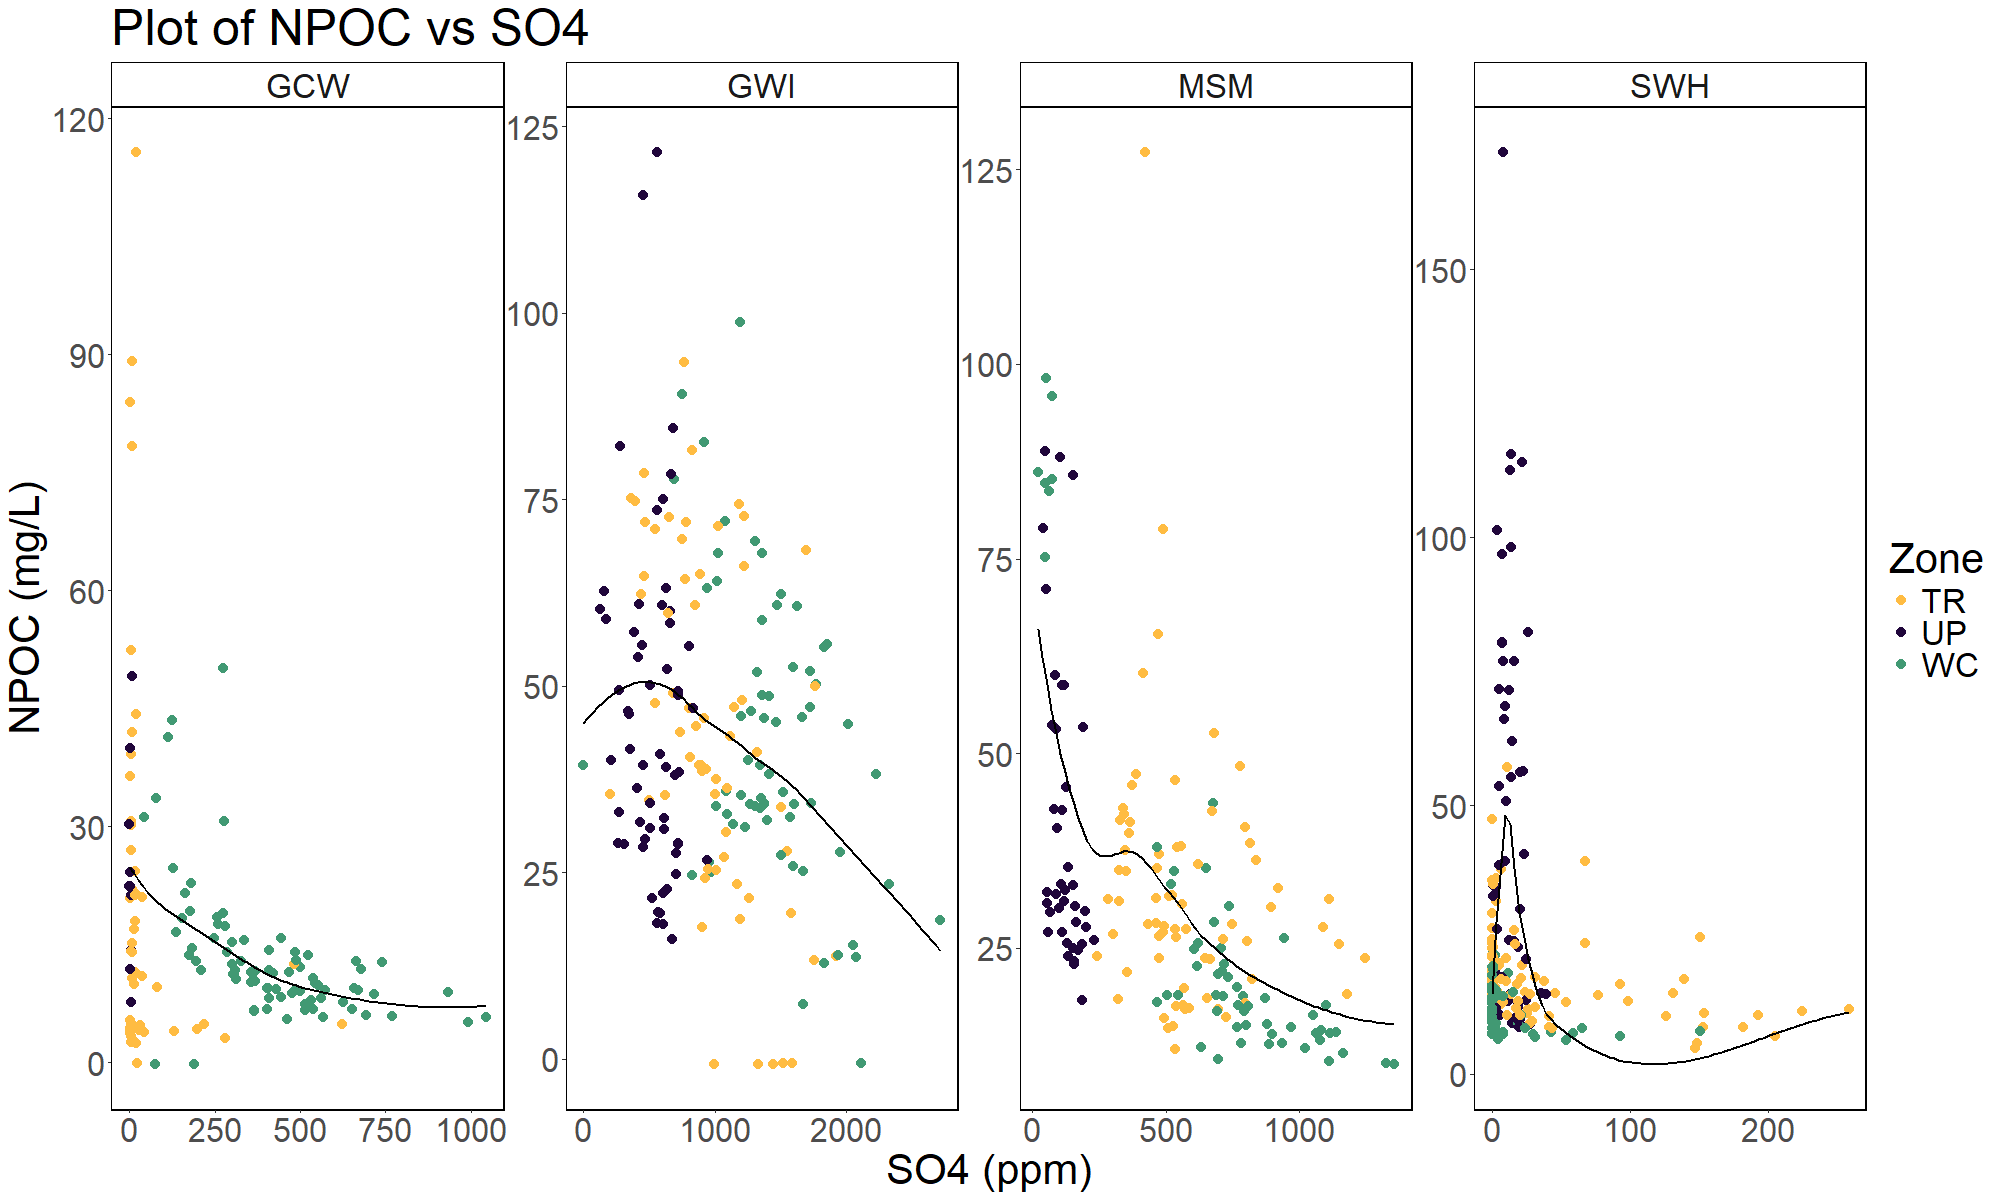 Plot of NPOC vs SO4
GCW
GWI
MSM
SWH
NPOC (mg/L)
120
90
60
30
0
125
100
75
50
25
0
125
100
75
50
25
150
100
50
0
0 250 500 750 1000
0 1000 2000
0 500 1000
0 100 200
SO4 (ppm)
Zone
TR
UP
WC